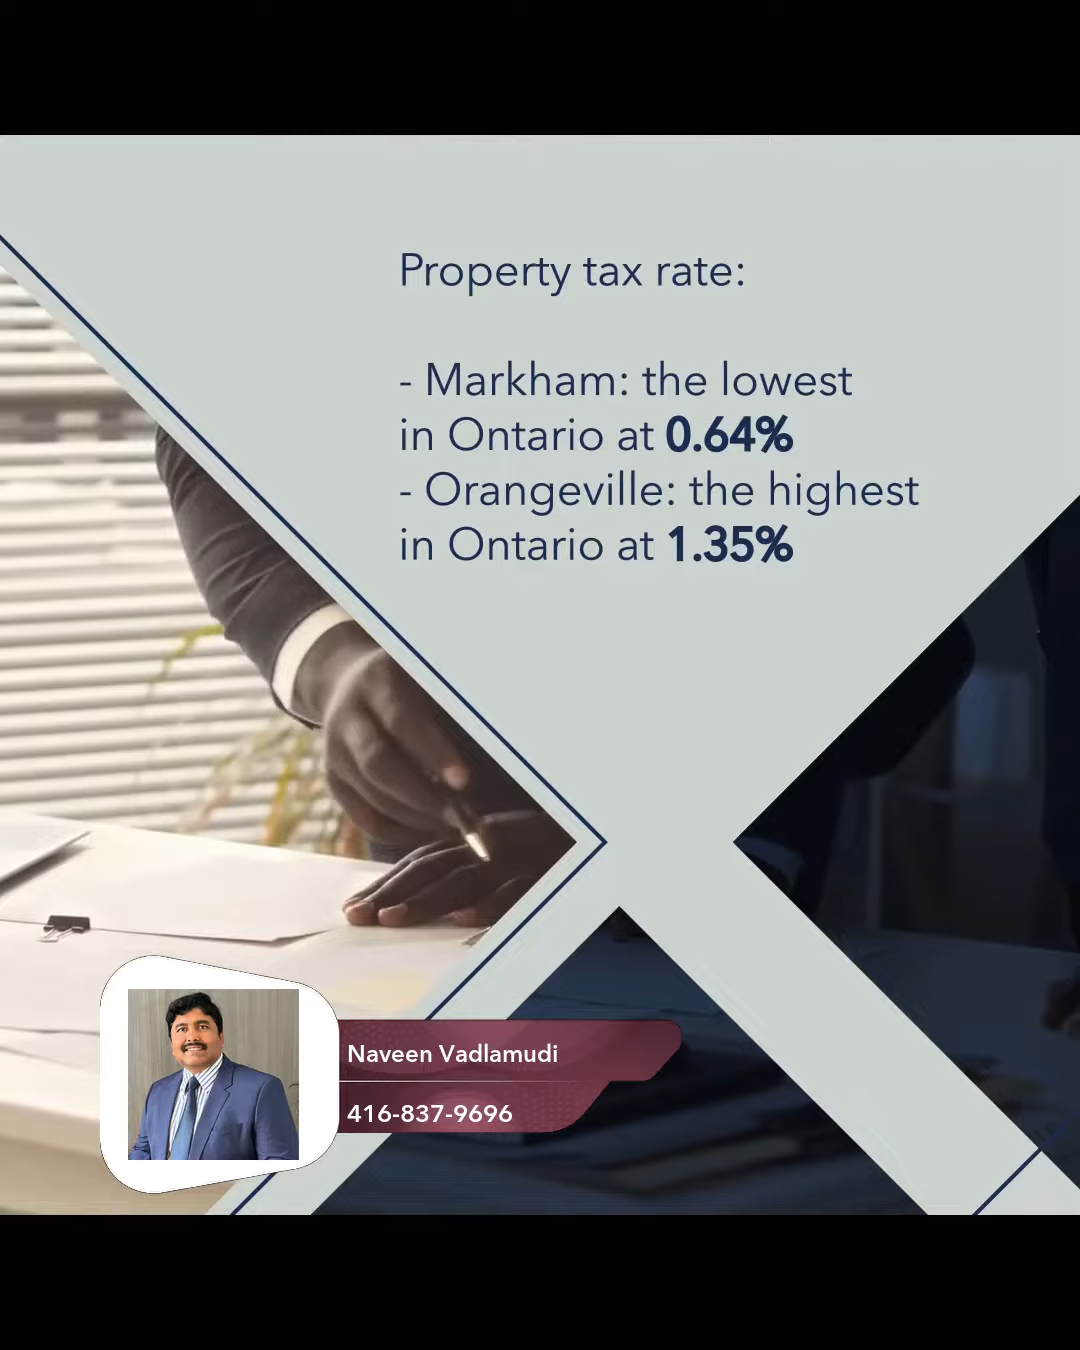 Property tax rate:
- Markham: the lowest
in Ontario at 0.64%
- Orangeville: the highest
in Ontario at 1.35%
Naveen Vadlamudi
416-837-9696